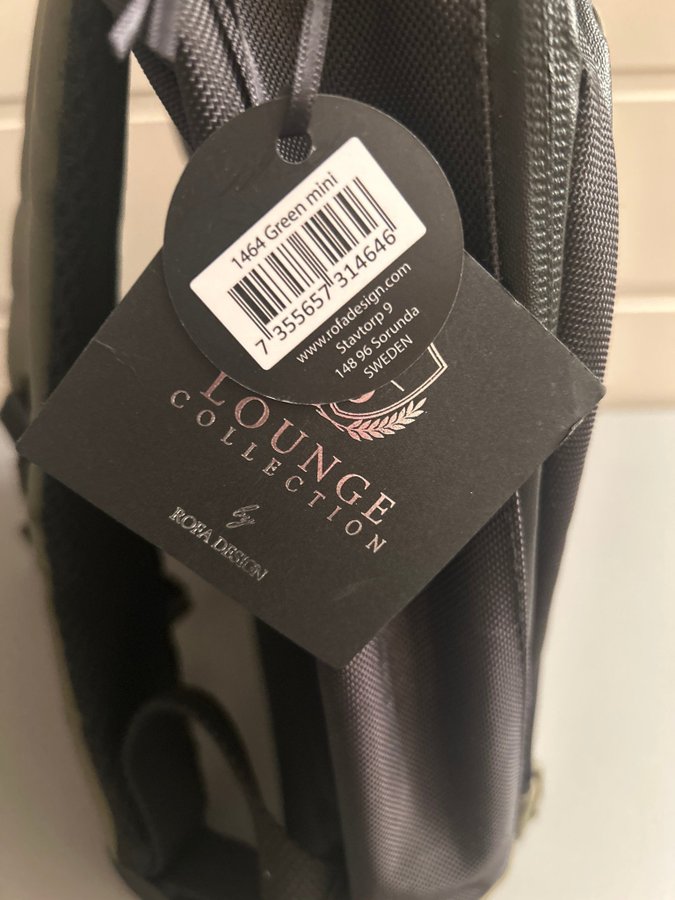 1464 Green mini
7 355657 314646
www.rofadesign.com
Stavtorp 9
148 96 Sorunda
SWEDEN
LOUNGE
COLLECTION
by
ROFA DESIGN